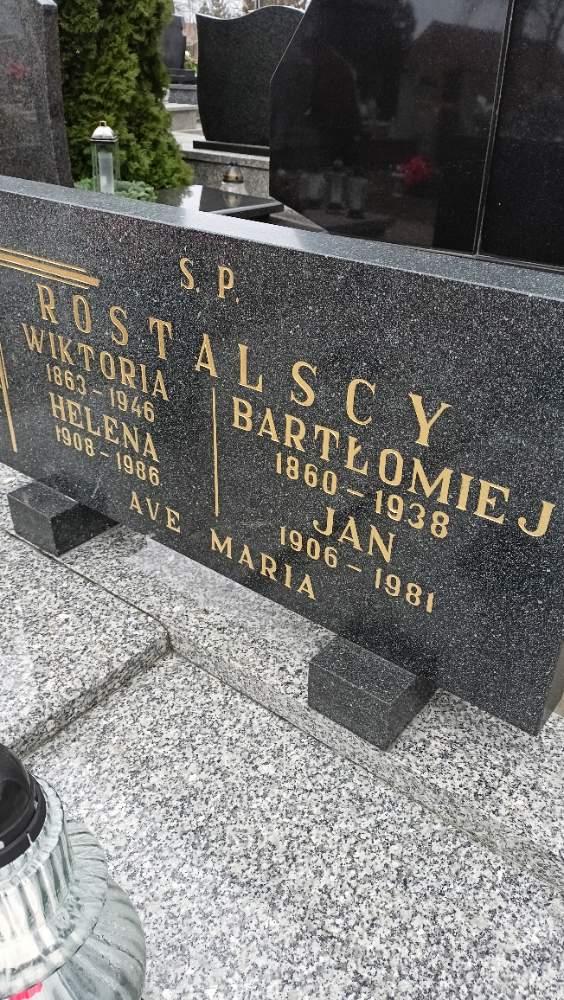 S. P.
ROSTALSCY
WIKTORIA
1863 - 1946
HELENA
1908 - 1986
BARTŁOMIEJ
1860 - 1938
JAN
1906 - 1981
AVE MARIA